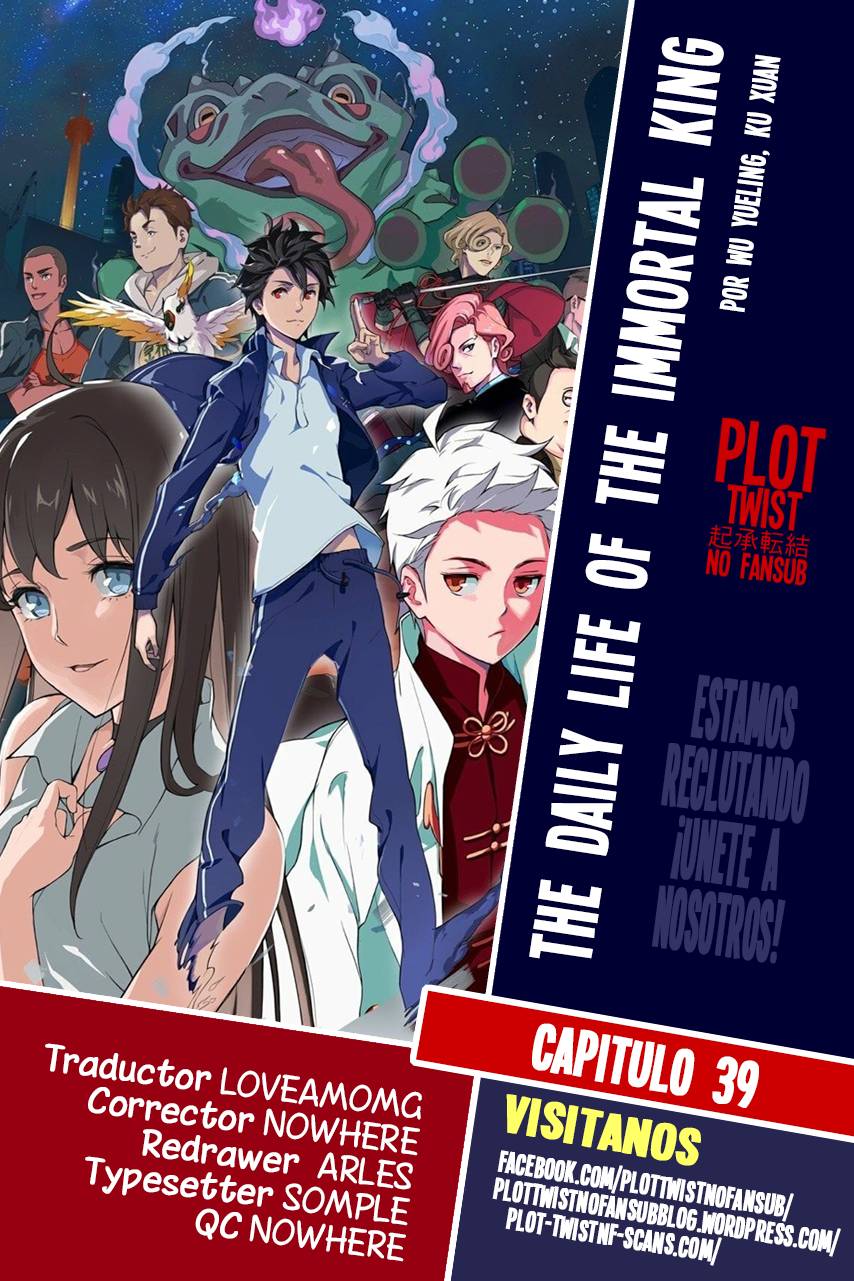 THE DAILY LIFE OF THE IMMORTAL KING
POR WU YUELING, KU XUAN
PLOT
TWIST
起承転結
NO FANSUB
ESTAMOS
RECLUTANDO
¡UNETE A
NOSOTROS!
CAPITULO 39
Traductor LOVEAMOMG
Corrector NOWHERE
Redrawer ARLES
Typesetter SOMPLE
QC NOWHERE
VISITANOS
FACEBOOK.COM/PLOTTWISTNOFANSUB/
PLOTTWISTNOFANSUBBLOG.WORDPRESS.COM/
PLOT-TWISTNF-SCANS.COM/